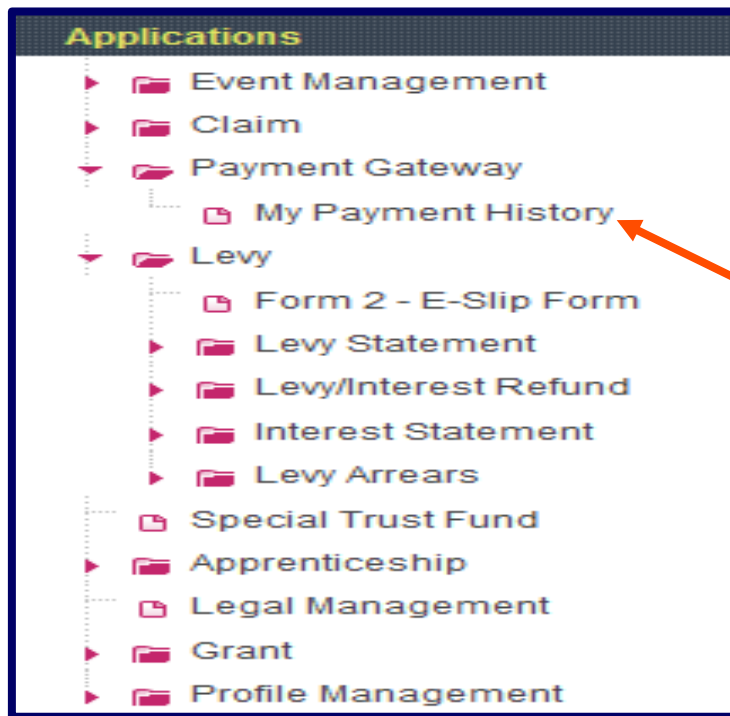 Applications
Event Management
Claim
Payment Gateway
My Payment History
Levy
Form 2 - E-Slip Form
Levy Statement
Levy/Interest Refund
Interest Statement
Levy Arrears
Special Trust Fund
Apprenticeship
Legal Management
Grant
Profile Management